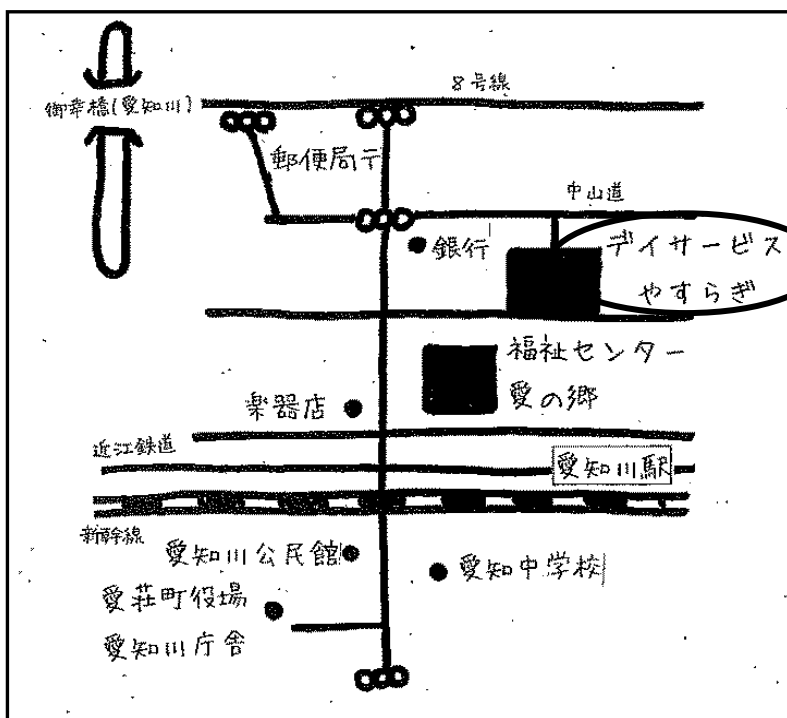 8号線
御幸橋(愛知川)
郵便局〒
中山道
銀行
デイサービス
やすらぎ
福祉センター
愛の郷
楽器店
近江鉄道
愛知川駅
新幹線
愛知川公民館
愛知中学校
愛荘町役場
愛知川庁舎